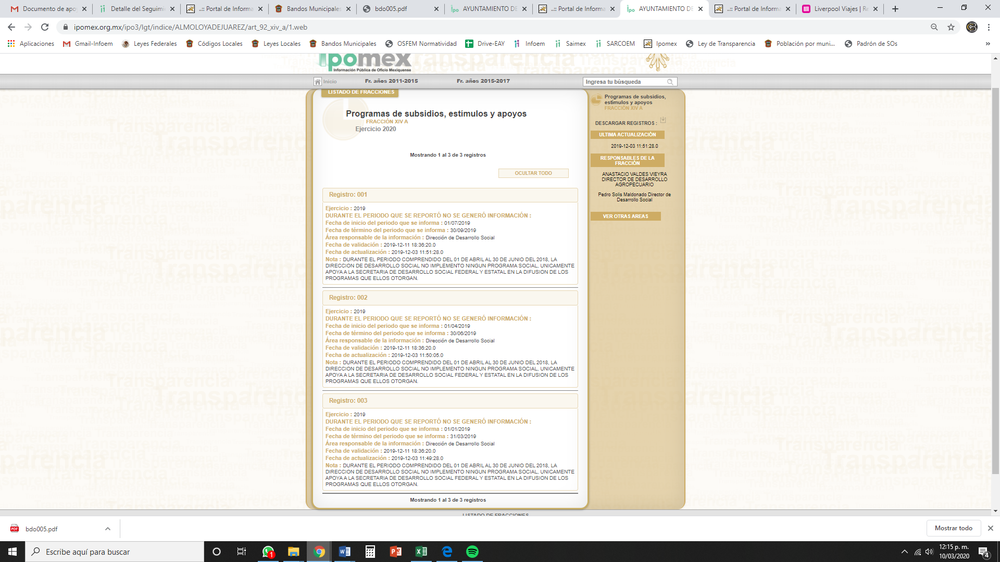 Documento de apo
Detalle del Seguimi
..:: Portal de Informa
Bandos Municipales
bdo005.pdf
AYUNTAMIENTO DE
..:: Portal de Informa
AYUNTAMIENTO DE
..:: Portal de Informa
Liverpool Viajes | Re
ipomex.org.mx/ipo3/lgt/indice/ALMOLOYADEJUAREZ/art_92_xiv_a/1.web
Aplicaciones
Gmail-Infoem
Leyes Federales
Códigos Locales
Leyes Locales
Bandos Municipales
OSFEM Normatividad
Drive-EAY
Infoem
Saimex
SARCOEM
Ipomex
Ley de Transparencia
Población por muni...
Padrón de SOs
»
ipomex
Información Pública de Oficio Mexiquense
Inicio
Fr. años 2011-2015
Fr. años 2015-2017
Ingresa tu búsqueda
LISTADO DE FRACCIONES
Programas de subsidios, estímulos y apoyos
FRACCIÓN XIV A
Ejercicio 2020
Mostrando 1 al 3 de 3 registros
OCULTAR TODO
Registro: 001
Ejercicio : 2019
DURANTE EL PERIODO QUE SE REPORTÓ NO SE GENERÓ INFORMACIÓN :
Fecha de inicio del periodo que se informa : 01/07/2019
Fecha de término del periodo que se informa : 30/09/2019
Área responsable de la información : Dirección de Desarrollo Social
Fecha de validación : 2019-12-11 18:36:20.0
Fecha de actualización : 2019-12-03 11:51:28.0
Nota : DURANTE EL PERIODO COMPRENDIDO DEL 01 DE ABRIL AL 30 DE JUNIO DEL 2018, LA
DIRECCION DE DESARROLLO SOCIAL NO IMPLEMENTO NINGUN PROGRAMA SOCIAL, UNICAMENTE
APOYA A LA SECRETARIA DE DESARROLLO SOCIAL FEDERAL Y ESTATAL EN LA DIFUSION DE LOS
PROGRAMAS QUE ELLOS OTORGAN.
Registro: 002
Ejercicio : 2019
DURANTE EL PERIODO QUE SE REPORTÓ NO SE GENERÓ INFORMACIÓN :
Fecha de inicio del periodo que se informa : 01/04/2019
Fecha de término del periodo que se informa : 30/06/2019
Área responsable de la información : Dirección de Desarrollo Social
Fecha de validación : 2019-12-11 18:36:20.0
Fecha de actualización : 2019-12-03 11:50:05.0
Nota : DURANTE EL PERIODO COMPRENDIDO DEL 01 DE ABRIL AL 30 DE JUNIO DEL 2018, LA
DIRECCION DE DESARROLLO SOCIAL NO IMPLEMENTO NINGUN PROGRAMA SOCIAL, UNICAMENTE
APOYA A LA SECRETARIA DE DESARROLLO SOCIAL FEDERAL Y ESTATAL EN LA DIFUSION DE LOS
PROGRAMAS QUE ELLOS OTORGAN.
Registro: 003
Ejercicio : 2019
DURANTE EL PERIODO QUE SE REPORTÓ NO SE GENERÓ INFORMACIÓN :
Fecha de inicio del periodo que se informa : 01/01/2019
Fecha de término del periodo que se informa : 31/03/2019
Área responsable de la información : Dirección de Desarrollo Social
Fecha de validación : 2019-12-11 18:36:20.0
Fecha de actualización : 2019-12-03 11:49:28.0
Nota : DURANTE EL PERIODO COMPRENDIDO DEL 01 DE ABRIL AL 30 DE JUNIO DEL 2018, LA
DIRECCION DE DESARROLLO SOCIAL NO IMPLEMENTO NINGUN PROGRAMA SOCIAL, UNICAMENTE
APOYA A LA SECRETARIA DE DESARROLLO SOCIAL FEDERAL Y ESTATAL EN LA DIFUSION DE LOS
PROGRAMAS QUE ELLOS OTORGAN.
Mostrando 1 al 3 de 3 registros
LISTADO DE FRACCIONES
Programas de subsidios,
estímulos y apoyos
FRACCIÓN XIV A
DESCARGAR REGISTROS :
ULTIMA ACTUALIZACIÓN
2019-12-03 11:51:28.0
RESPONSABLES DE LA
FRACCIÓN
ANASTACIO VALDES VIEYRA
DIRECTOR DE DESARROLLO
AGROPECUARIO
Pedro Solis Maldonado Director de
Desarrollo Social
VER OTRAS AREAS
bdo005.pdf
Mostrar todo
Escribe aquí para buscar
1
12:15 p. m.
10/03/2020
4